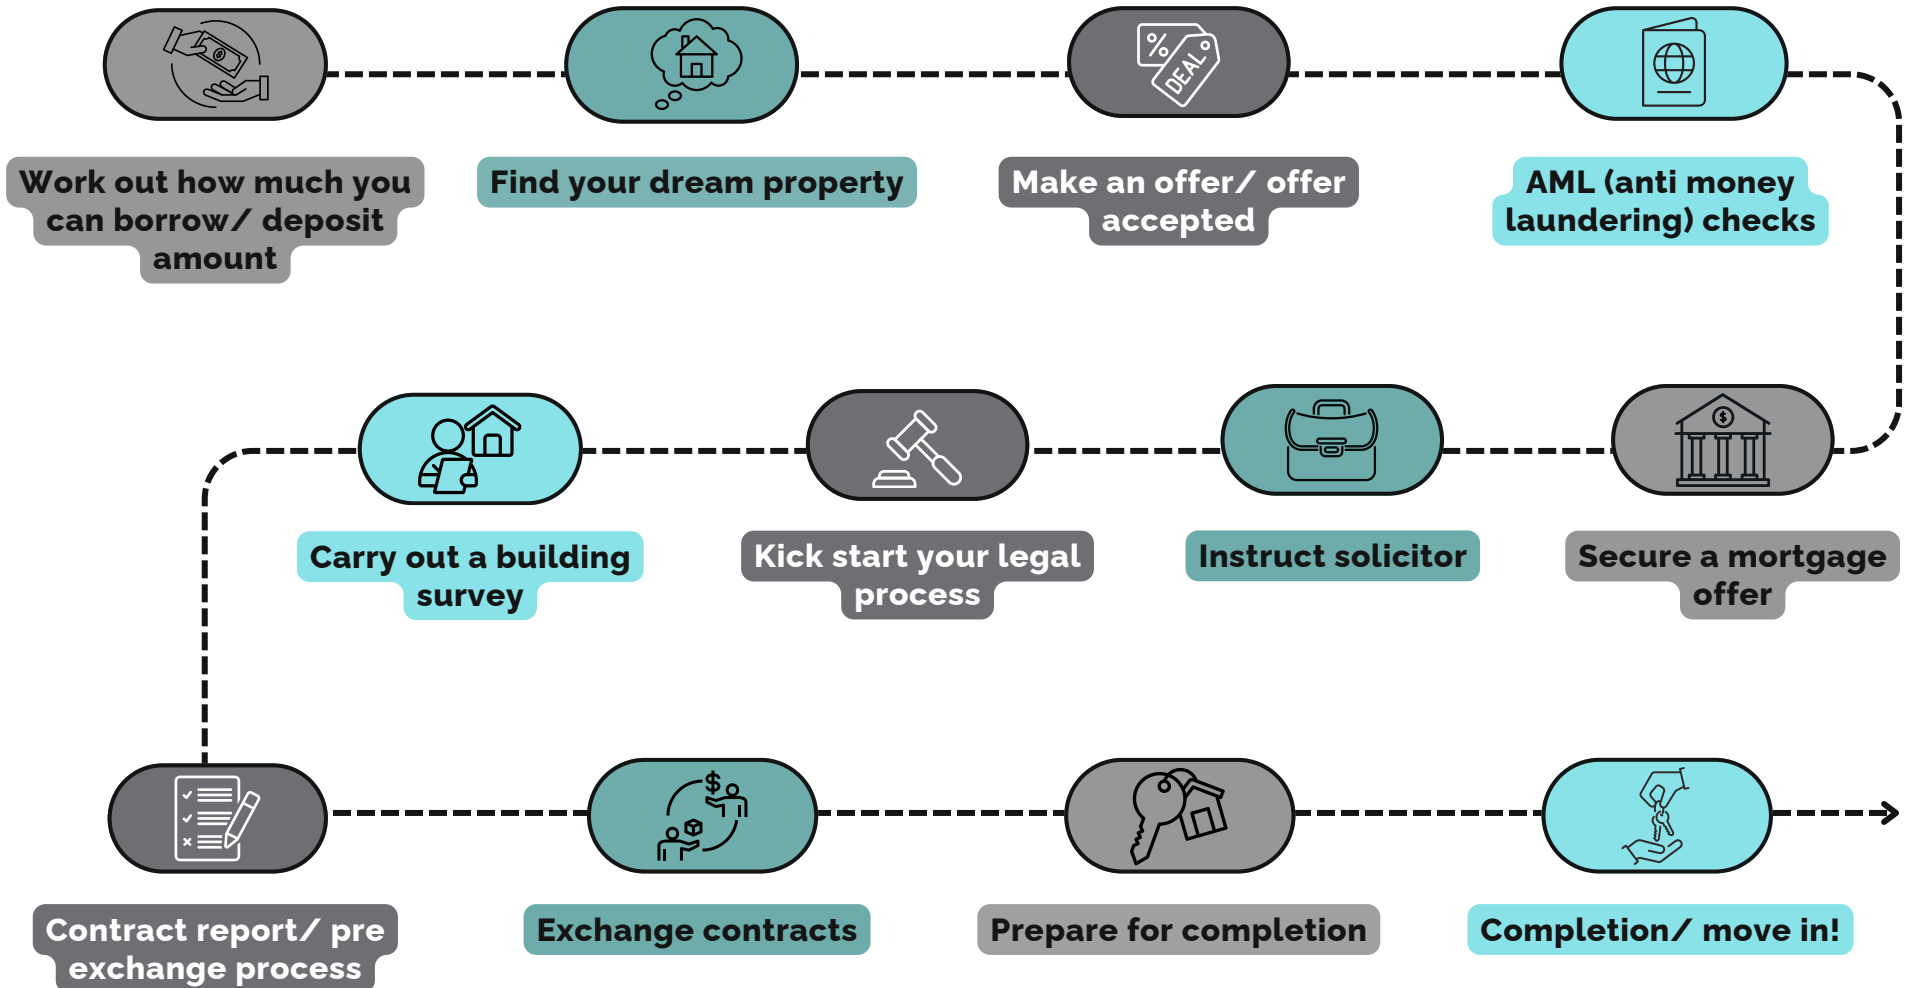 DEAL
%
Work out how much you
can borrow/ deposit
amount
Find your dream property
Make an offer/ offer
accepted
AML (anti money
laundering) checks
$
Secure a mortgage
offer
Instruct solicitor
Kick start your legal
process
Carry out a building
survey
$
Contract report/ pre
exchange process
Exchange contracts
Prepare for completion
Completion/ move in!